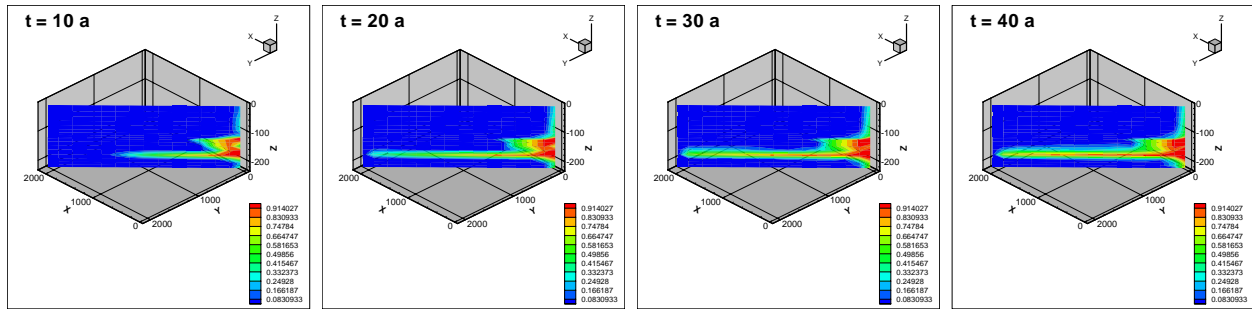 t = 10 a
Z
X
Y
0
-100
Z
-200
2000
0
1000
1000
X
Y
0
2000
0.914027
0.830933
0.74784
0.664747
0.581653
0.49856
0.415467
0.332373
0.24928
0.166187
0.0830933
t = 20 a
Z
X
Y
0
-100
Z
-200
2000
0
1000
1000
X
Y
0
2000
0.914027
0.830933
0.74784
0.664747
0.581653
0.49856
0.415467
0.332373
0.24928
0.166187
0.0830933
t = 30 a
Z
X
Y
0
-100
Z
-200
2000
0
1000
1000
X
Y
0
2000
0.914027
0.830933
0.74784
0.664747
0.581653
0.49856
0.415467
0.332373
0.24928
0.166187
0.0830933
t = 40 a
Z
X
Y
0
-100
Z
-200
2000
0
1000
1000
X
Y
0
2000
0.914027
0.830933
0.74784
0.664747
0.581653
0.49856
0.415467
0.332373
0.24928
0.166187
0.0830933